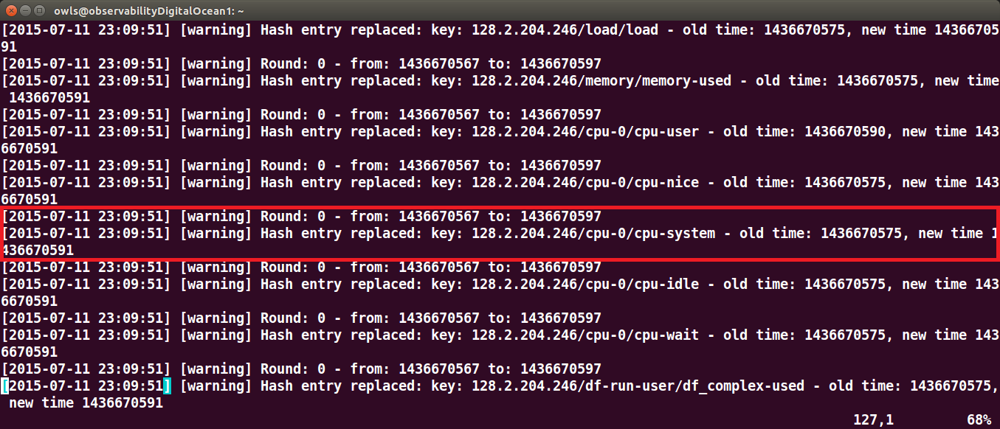 owls@observabilityDigitalOcean1: ~
[2015-07-11 23:09:51] [warning] Hash entry replaced: key: 128.2.204.246/load/load - old time: 1436670575, new time 14366705
91
[2015-07-11 23:09:51] [warning] Round: 0 - from: 1436670567 to: 1436670597
[2015-07-11 23:09:51] [warning] Hash entry replaced: key: 128.2.204.246/memory/memory-used - old time: 1436670575, new time
 1436670591
[2015-07-11 23:09:51] [warning] Round: 0 - from: 1436670567 to: 1436670597
[2015-07-11 23:09:51] [warning] Hash entry replaced: key: 128.2.204.246/cpu-0/cpu-user - old time: 1436670590, new time 143
6670591
[2015-07-11 23:09:51] [warning] Round: 0 - from: 1436670567 to: 1436670597
[2015-07-11 23:09:51] [warning] Hash entry replaced: key: 128.2.204.246/cpu-0/cpu-nice - old time: 1436670575, new time 143
6670591
[2015-07-11 23:09:51] [warning] Round: 0 - from: 1436670567 to: 1436670597
[2015-07-11 23:09:51] [warning] Hash entry replaced: key: 128.2.204.246/cpu-0/cpu-system - old time: 1436670575, new time 1
436670591
[2015-07-11 23:09:51] [warning] Round: 0 - from: 1436670567 to: 1436670597
[2015-07-11 23:09:51] [warning] Hash entry replaced: key: 128.2.204.246/cpu-0/cpu-idle - old time: 1436670575, new time 143
6670591
[2015-07-11 23:09:51] [warning] Round: 0 - from: 1436670567 to: 1436670597
[2015-07-11 23:09:51] [warning] Hash entry replaced: key: 128.2.204.246/cpu-0/cpu-wait - old time: 1436670575, new time 143
6670591
[2015-07-11 23:09:51] [warning] Round: 0 - from: 1436670567 to: 1436670597
[2015-07-11 23:09:51] [warning] Hash entry replaced: key: 128.2.204.246/df-run-user/df_complex-used - old time: 1436670575,
 new time 1436670591
127,1 68%